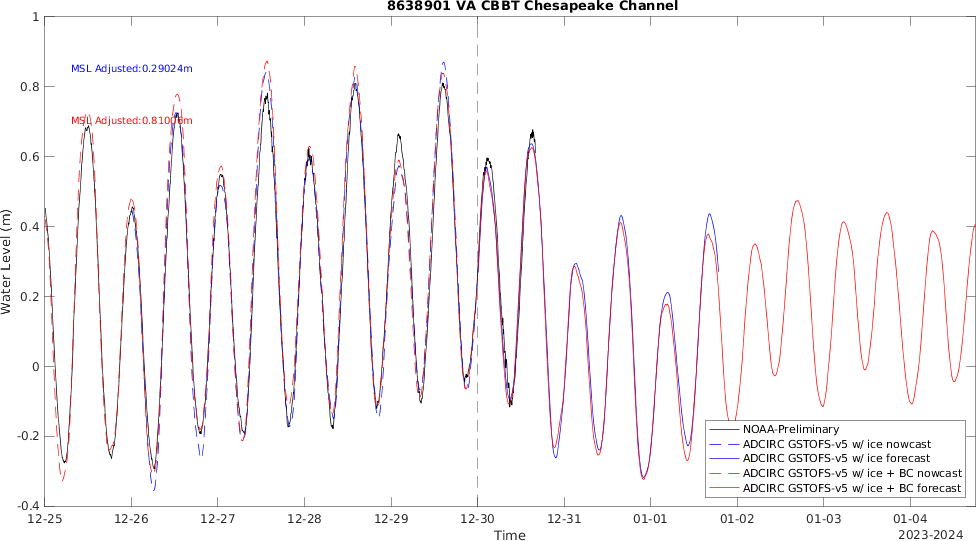 8638901 VA CBBT Chesapeake Channel
MSL Adjusted:0.29024m
MSL Adjusted:0.810
Water Level (m)
1
0.8
0.6
0.4
0.2
0
-0.2
-0.4
12-25
12-26
12-27
12-28
12-29
12-30
12-31
01-01
01-02
01-03
01-04
Time
2023-2024
NOAA-Preliminary
ADCIRC GSTOFS-v5 w/ ice nowcast
ADCIRC GSTOFS-v5 w/ ice forecast
ADCIRC GSTOFS-v5 w/ ice + BC nowcast
ADCIRC GSTOFS-v5 w/ ice + BC forecast